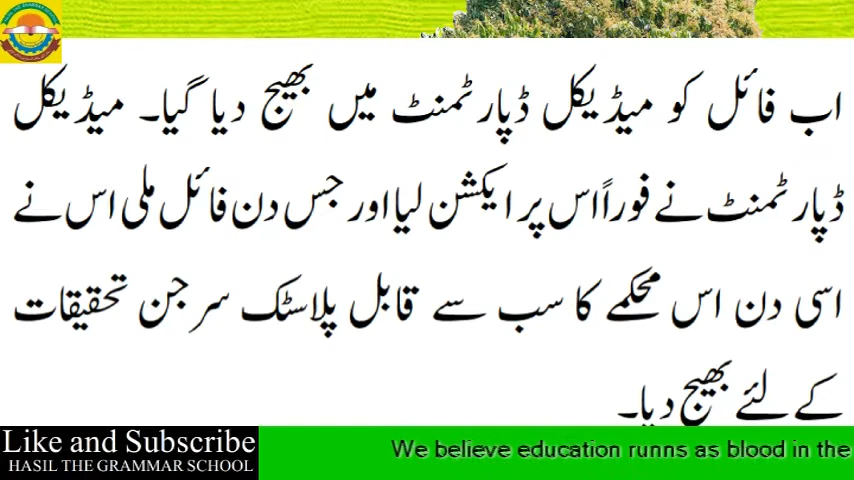 اب فائل کو میڈیکل ڈپارٹمنٹ میں بھیج دیا گیا۔ میڈیکل
ڈپارٹمنٹ نے فوراً اس پر ایکشن لیا اور جس دن فائل ملی اس نے
اسی دن اس محکمے کا سب سے قابل پلاسٹک سرجن تحقیقات
کے لئے بھیج دیا۔
Like and Subscribe
HASIL THE GRAMMAR SCHOOL
We believe education runns as blood in the